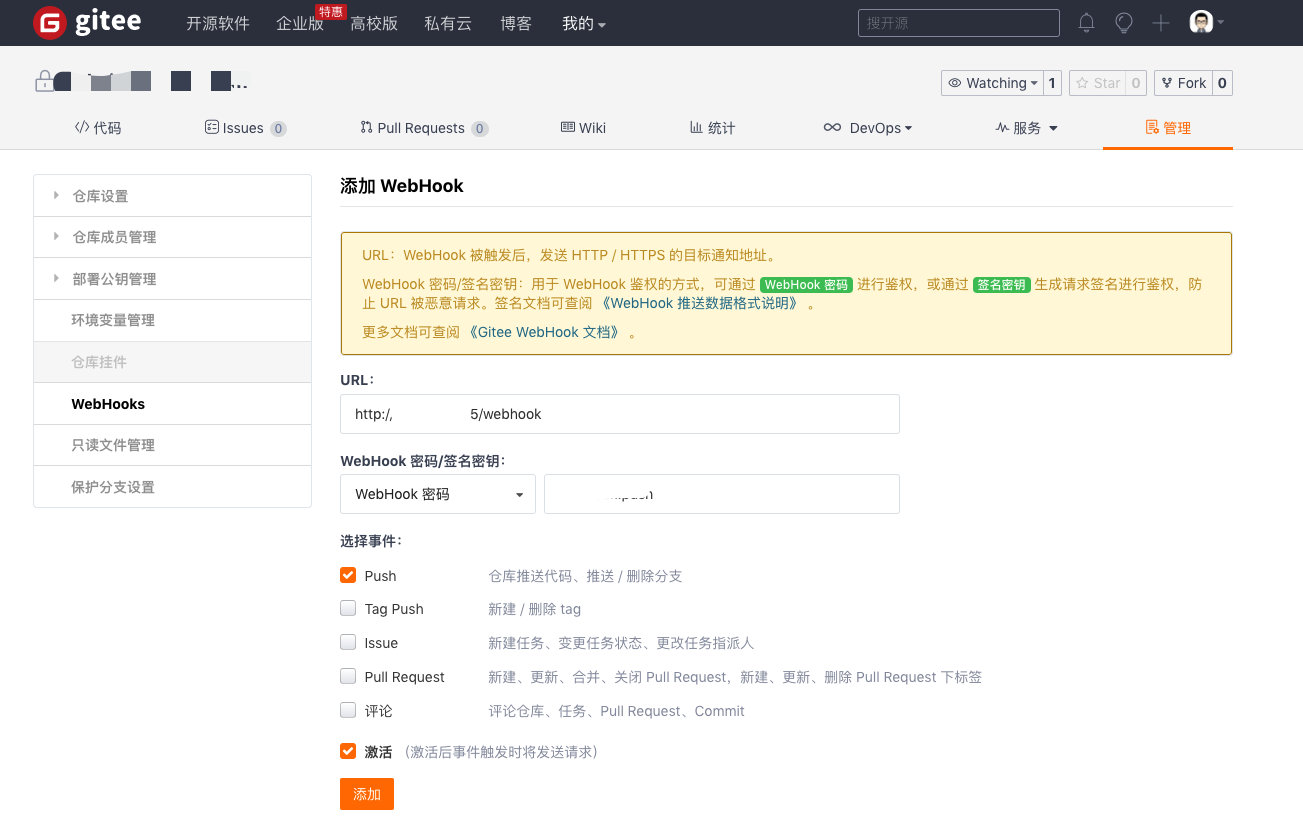 gitee 开源软件 企业版 特惠 高校版 私有云 博客 我的 搜开源
... Watching 1 Star 0 Fork 0
代码 Issues 0 Pull Requests 0 Wiki 统计 DevOps 服务 管理
仓库设置
仓库成员管理
部署公钥管理
环境变量管理
仓库挂件
WebHooks
只读文件管理
保护分支设置
添加 WebHook
URL：WebHook 被触发后，发送 HTTP / HTTPS 的目标通知地址。
WebHook 密码/签名密钥：用于 WebHook 鉴权的方式，可通过 WebHook 密码 进行鉴权，或通过 签名密钥 生成请求签名进行鉴权，防
止 URL 被恶意请求。签名文档可查阅 《WebHook 推送数据格式说明》 。
更多文档可查阅 《Gitee WebHook 文档》 。
URL：
http:/ 5/webhook
WebHook 密码/签名密钥：
WebHook 密码
选择事件：
Push 仓库推送代码、推送 / 删除分支
Tag Push 新建 / 删除 tag
Issue 新建任务、变更任务状态、更改任务指派人
Pull Request 新建、更新、合并、关闭 Pull Request，新建、更新、删除 Pull Request 下标签
评论 评论仓库、任务、Pull Request、Commit
激活 （激活后事件触发时将发送请求）
添加